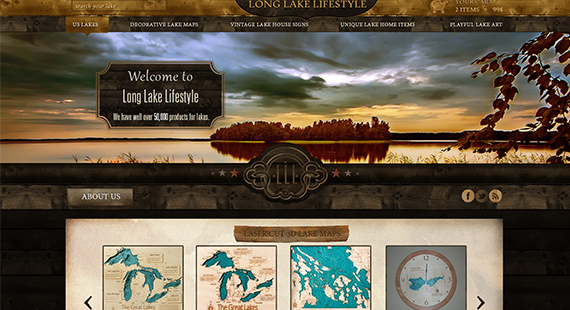 search your lake
LONG LAKE LIFESTYLE
YOUR CART
2 ITEMS 99$
US LAKES
DECORATIVE LAKE MAPS
VINTAGE LAKE HOUSE SIGNS
UNIQUE LAKE HOME ITEMS
PLAYFUL LAKE ART
Welcome to
Long Lake Lifestyle
We have well over 50,000 products for lakes.
ABOUT US
LASERCUT 3D LAKE MAPS
The Great Lakes
The Great Lakes